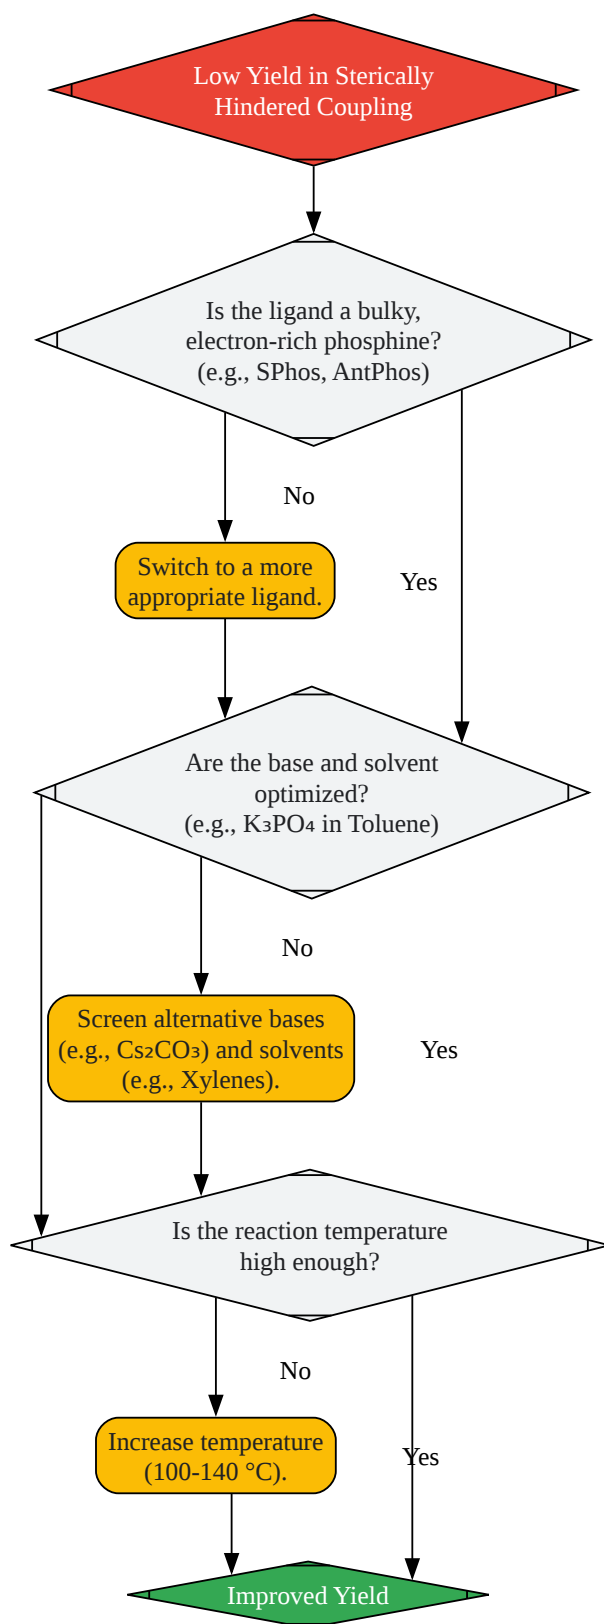 Low Yield in Sterically
Hindered Coupling
Is the ligand a bulky,
electron-rich phosphine?
(e.g., SPhos, AntPhos)
No
Switch to a more
appropriate ligand.
Yes
Are the base and solvent
optimized?
(e.g., K₃PO₄ in Toluene)
No
Screen alternative bases
(e.g., Cs₂CO₃) and solvents
(e.g., Xylenes).
Yes
Is the reaction temperature
high enough?
No
Increase temperature
(100-140 °C).
Yes
Improved Yield